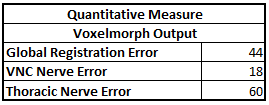 Quantitative Measure
Voxelmorph Output
Global Registration Error 44
VNC Nerve Error 18
Thoracic Nerve Error 60